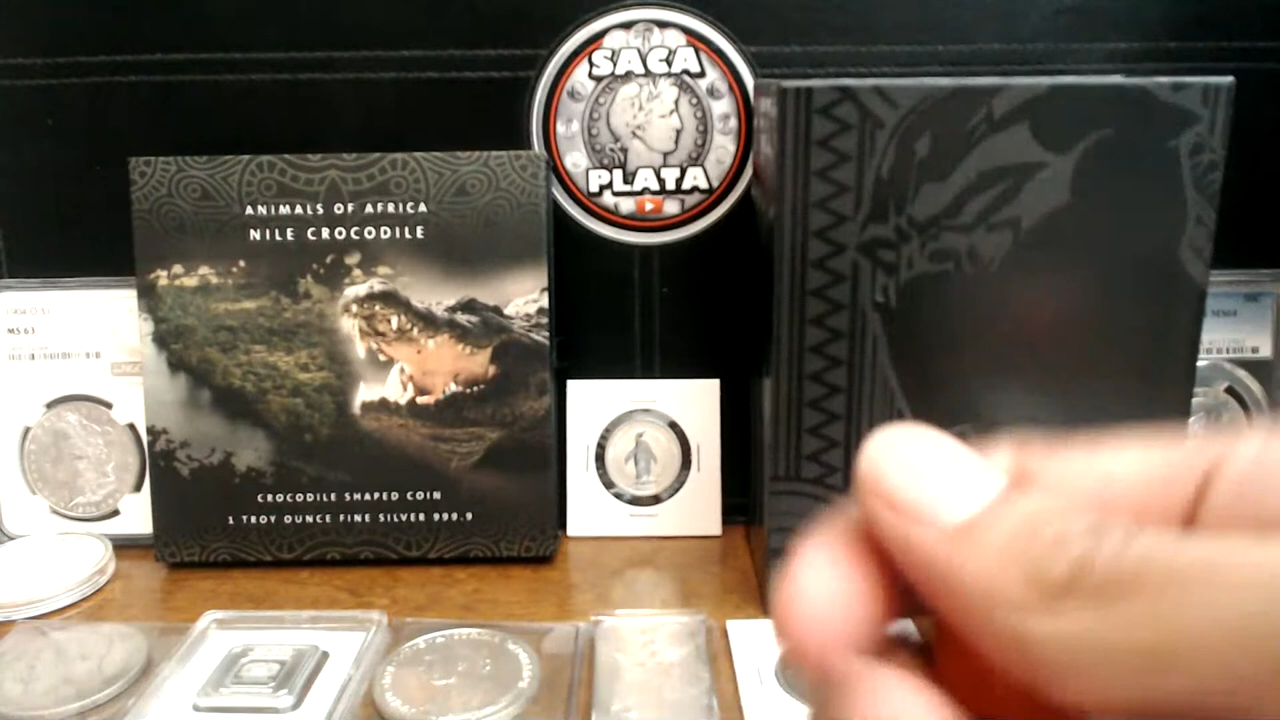 SACA
PLATA
ANIMALS OF AFRICA
NILE CROCODILE
CROCODILE SHAPED COIN
1 TROY OUNCE FINE SILVER 999.9
MS 63
MS64